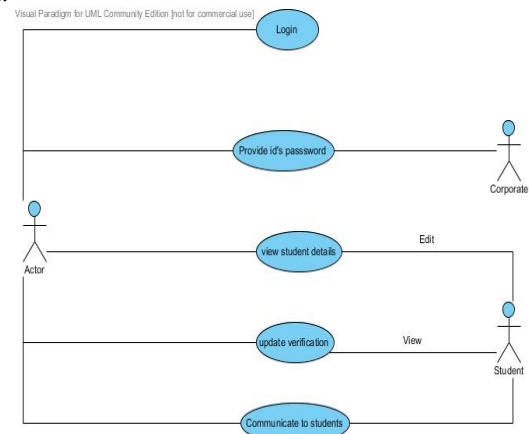 Visual Paradigm for UML Community Edition [not for commercial use]
Login
Provide id's passsword
Corporate
view student details
Edit
Actor
update verification
View
Student
Communicate to students